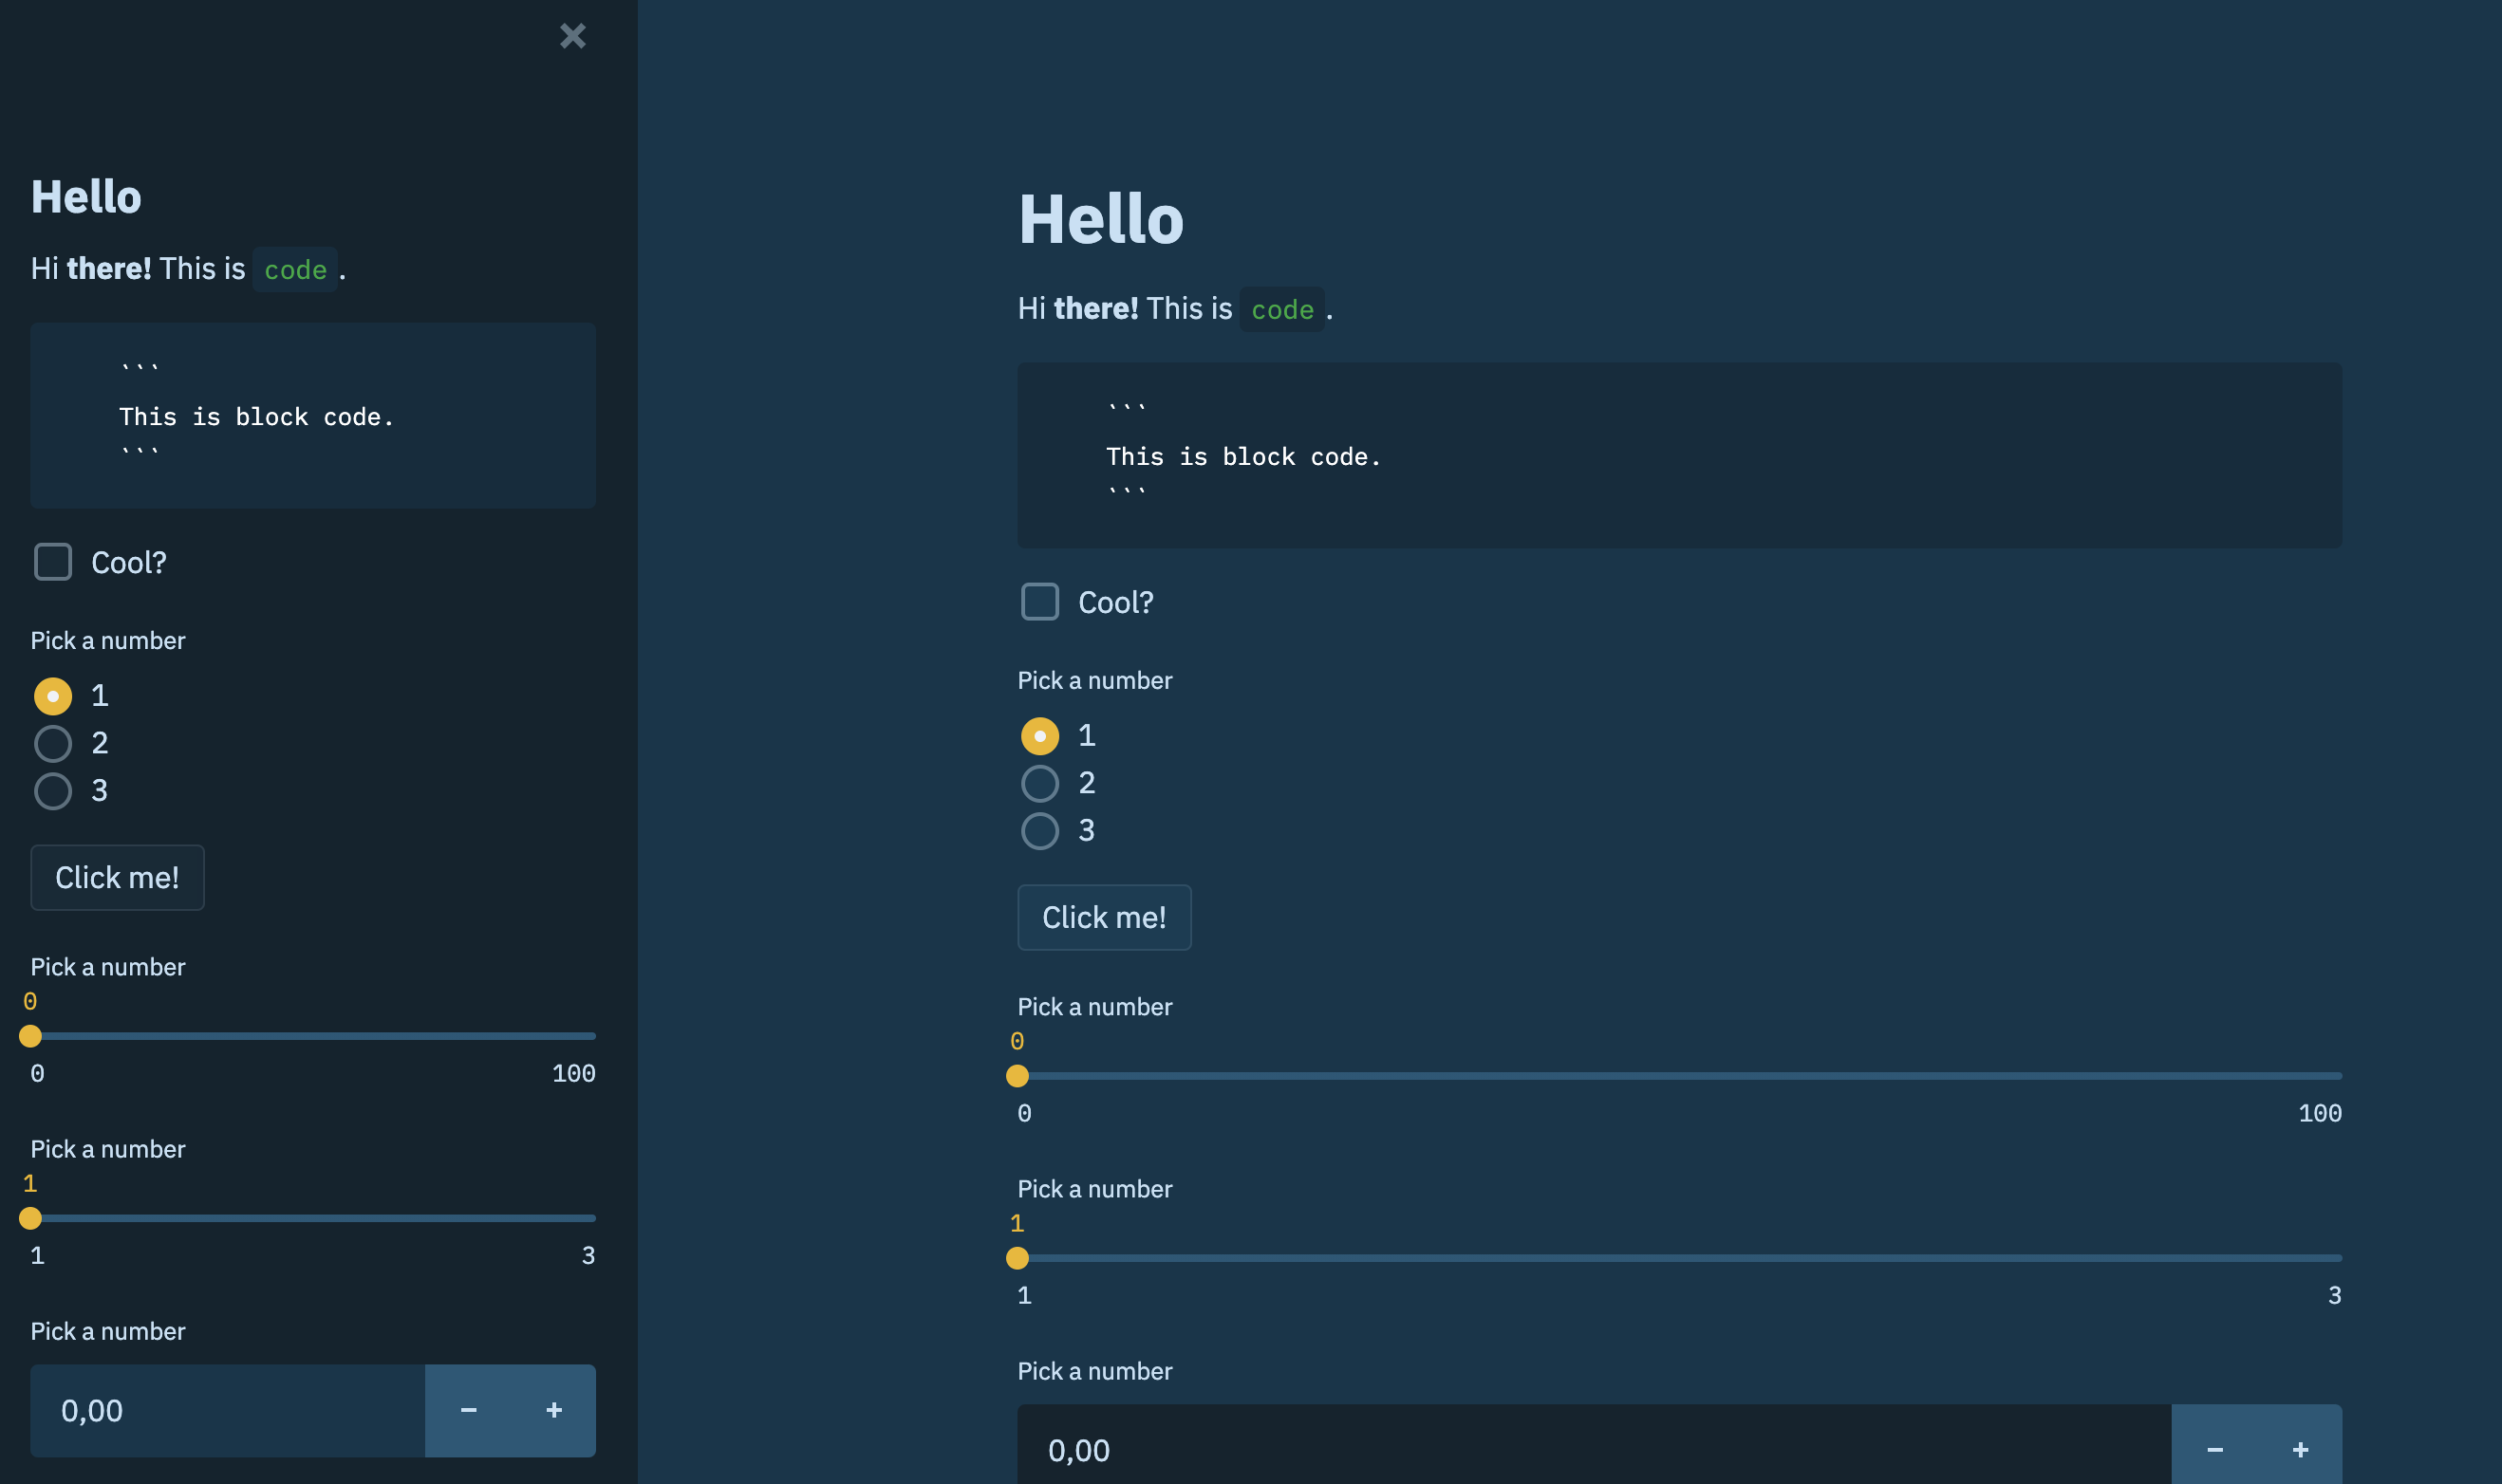 Hello
Hi there! This is code.
```
This is block code.
```
Cool?
Pick a number
1
2
3
Click me!
Pick a number
0
0 100
Pick a number
1
1 3
Pick a number
0,00 − +
Hello
Hi there! This is code.
```
This is block code.
```
Cool?
Pick a number
1
2
3
Click me!
Pick a number
0
0 100
Pick a number
1
1 3
Pick a number
0,00 − +